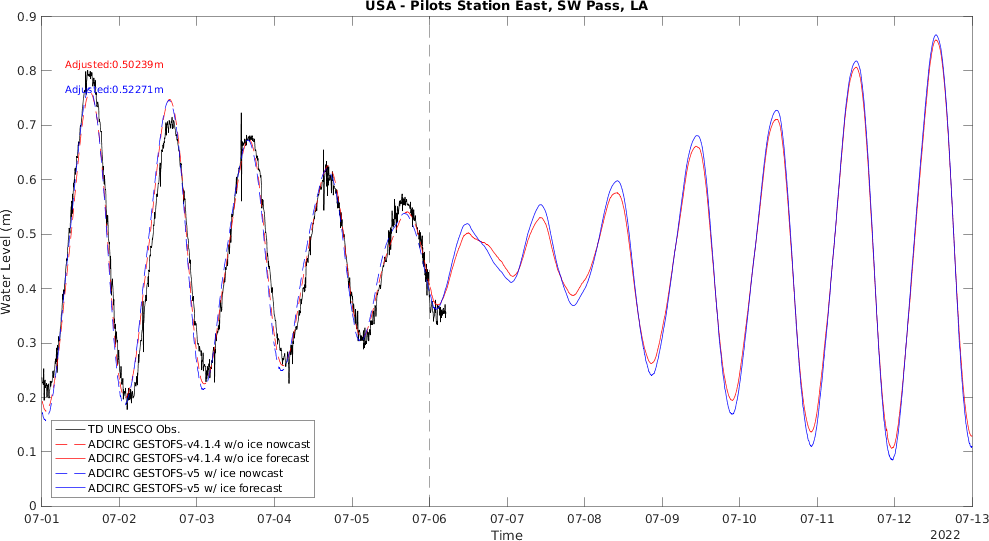 USA - Pilots Station East, SW Pass, LA
0.9
0.8
0.7
0.6
0.5
0.4
0.3
0.2
0.1
0
Water Level (m)
Adjusted:0.50239m
Adjusted:0.52271m
TD UNESCO Obs.
ADCIRC GESTOFS-v4.1.4 w/o ice nowcast
ADCIRC GESTOFS-v4.1.4 w/o ice forecast
ADCIRC GESTOFS-v5 w/ ice nowcast
ADCIRC GESTOFS-v5 w/ ice forecast
07-01 07-02 07-03 07-04 07-05 07-06 07-07 07-08 07-09 07-10 07-11 07-12 07-13
Time
2022